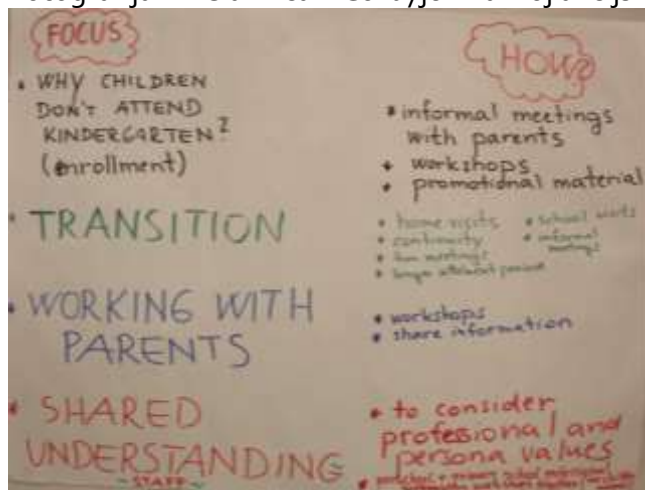 FOCUS
• WHY CHILDREN
DON'T ATTEND
KINDERGARTEN?
(enrollment)
• TRANSITION
• WORKING WITH
PARENTS
• SHARED
UNDERSTANDING
~ STAFF ~
HOW?
• informal meetings
with parents
• workshops
• promotional material
• home visits
• continuity
• meetings
• school visits
• informal
meetings
• workshops
• share information
• to consider
professional and
persona values